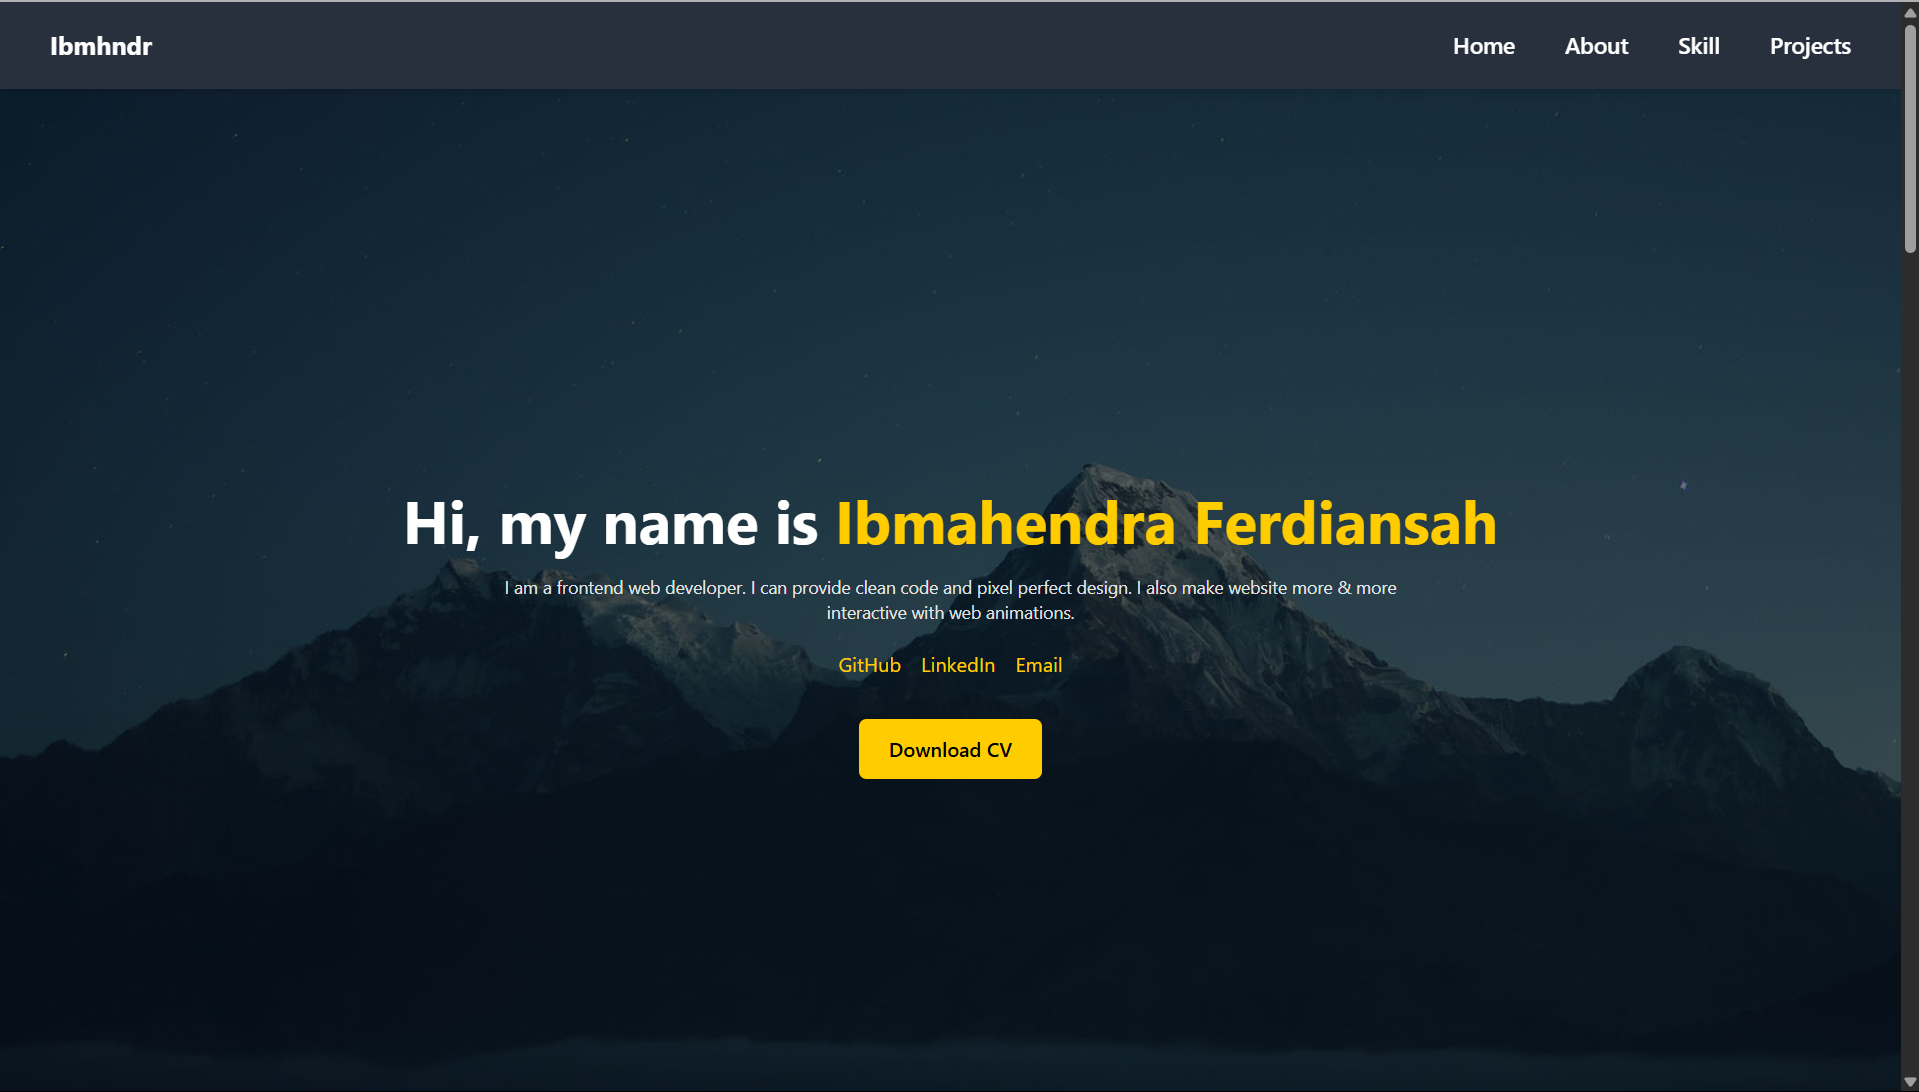 Ibmhndr
Home About Skill Projects
Hi, my name is Ibmahendra Ferdiansah
I am a frontend web developer. I can provide clean code and pixel perfect design. I also make website more & more
interactive with web animations.
GitHub LinkedIn Email
Download CV